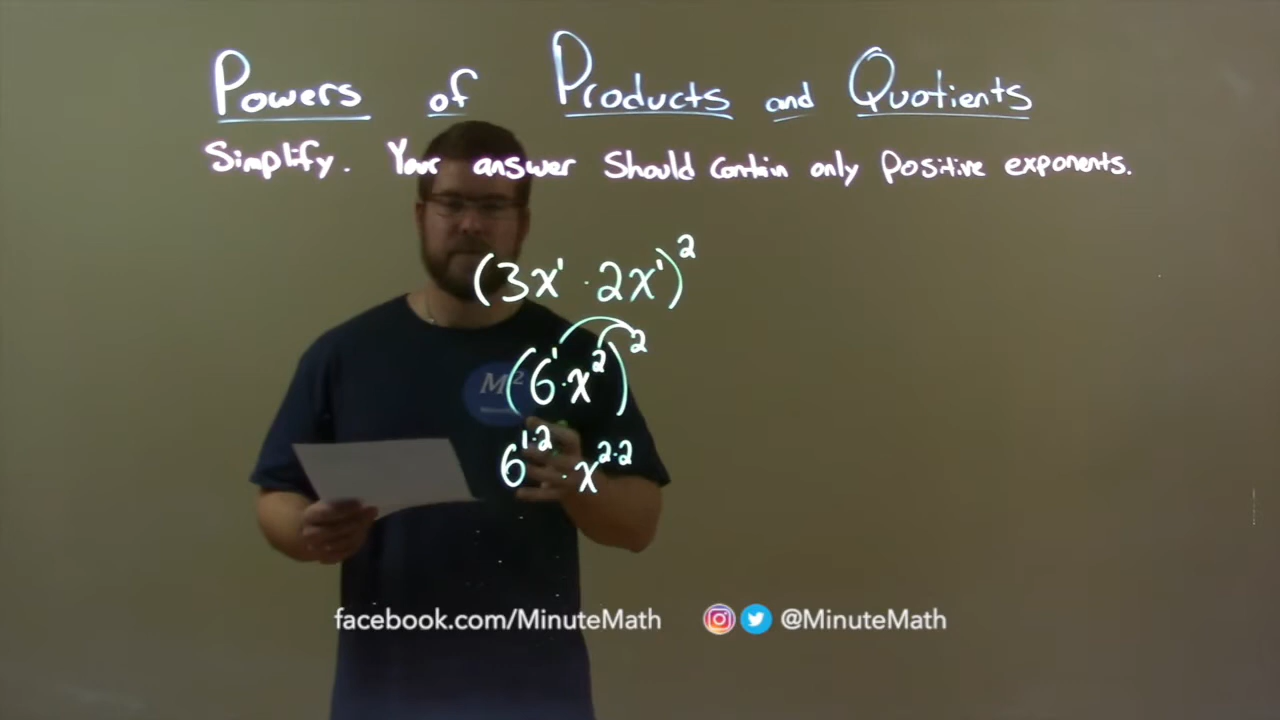 Powers of Products and Quotients
Simplify. Your answer should contain only positive exponents.
(3x¹ · 2x¹)²
(6¹ · x²)²
M²
6¹·² · x²·²
facebook.com/MinuteMath @MinuteMath